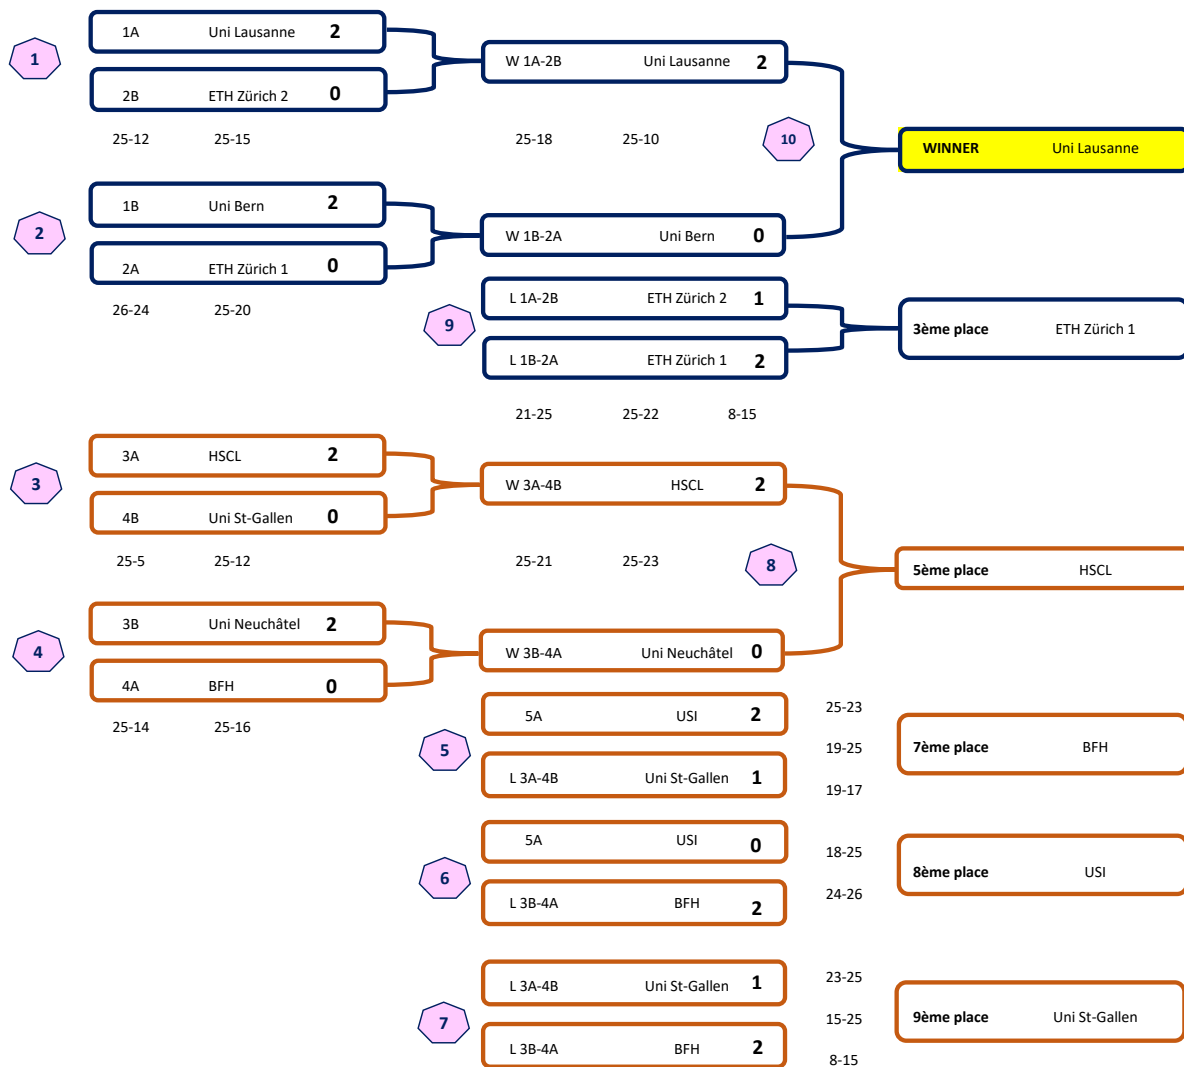 1A Uni Lausanne 2
1
W 1A-2B Uni Lausanne 2
2B ETH Zürich 2 0
25-12 25-15 25-18 25-10
10
WINNER Uni Lausanne
1B Uni Bern 2
2
W 1B-2A Uni Bern 0
2A ETH Zürich 1 0
26-24 25-20
L 1A-2B ETH Zürich 2 1
9
3ème place ETH Zürich 1
L 1B-2A ETH Zürich 1 2
21-25 25-22 8-15
3A HSCL 2
3
W 3A-4B HSCL 2
4B Uni St-Gallen 0
25-5 25-12 25-21 25-23
8
5ème place HSCL
3B Uni Neuchâtel 2
4
W 3B-4A Uni Neuchâtel 0
4A BFH 0
25-14 25-16
5A USI 2 25-23
5
19-25
7ème place BFH
L 3A-4B Uni St-Gallen 1 19-17
5A USI 0 18-25
6
8ème place USI
24-26
L 3B-4A BFH 2
L 3A-4B Uni St-Gallen 1 23-25
7
15-25
9ème place Uni St-Gallen
L 3B-4A BFH 2 8-15